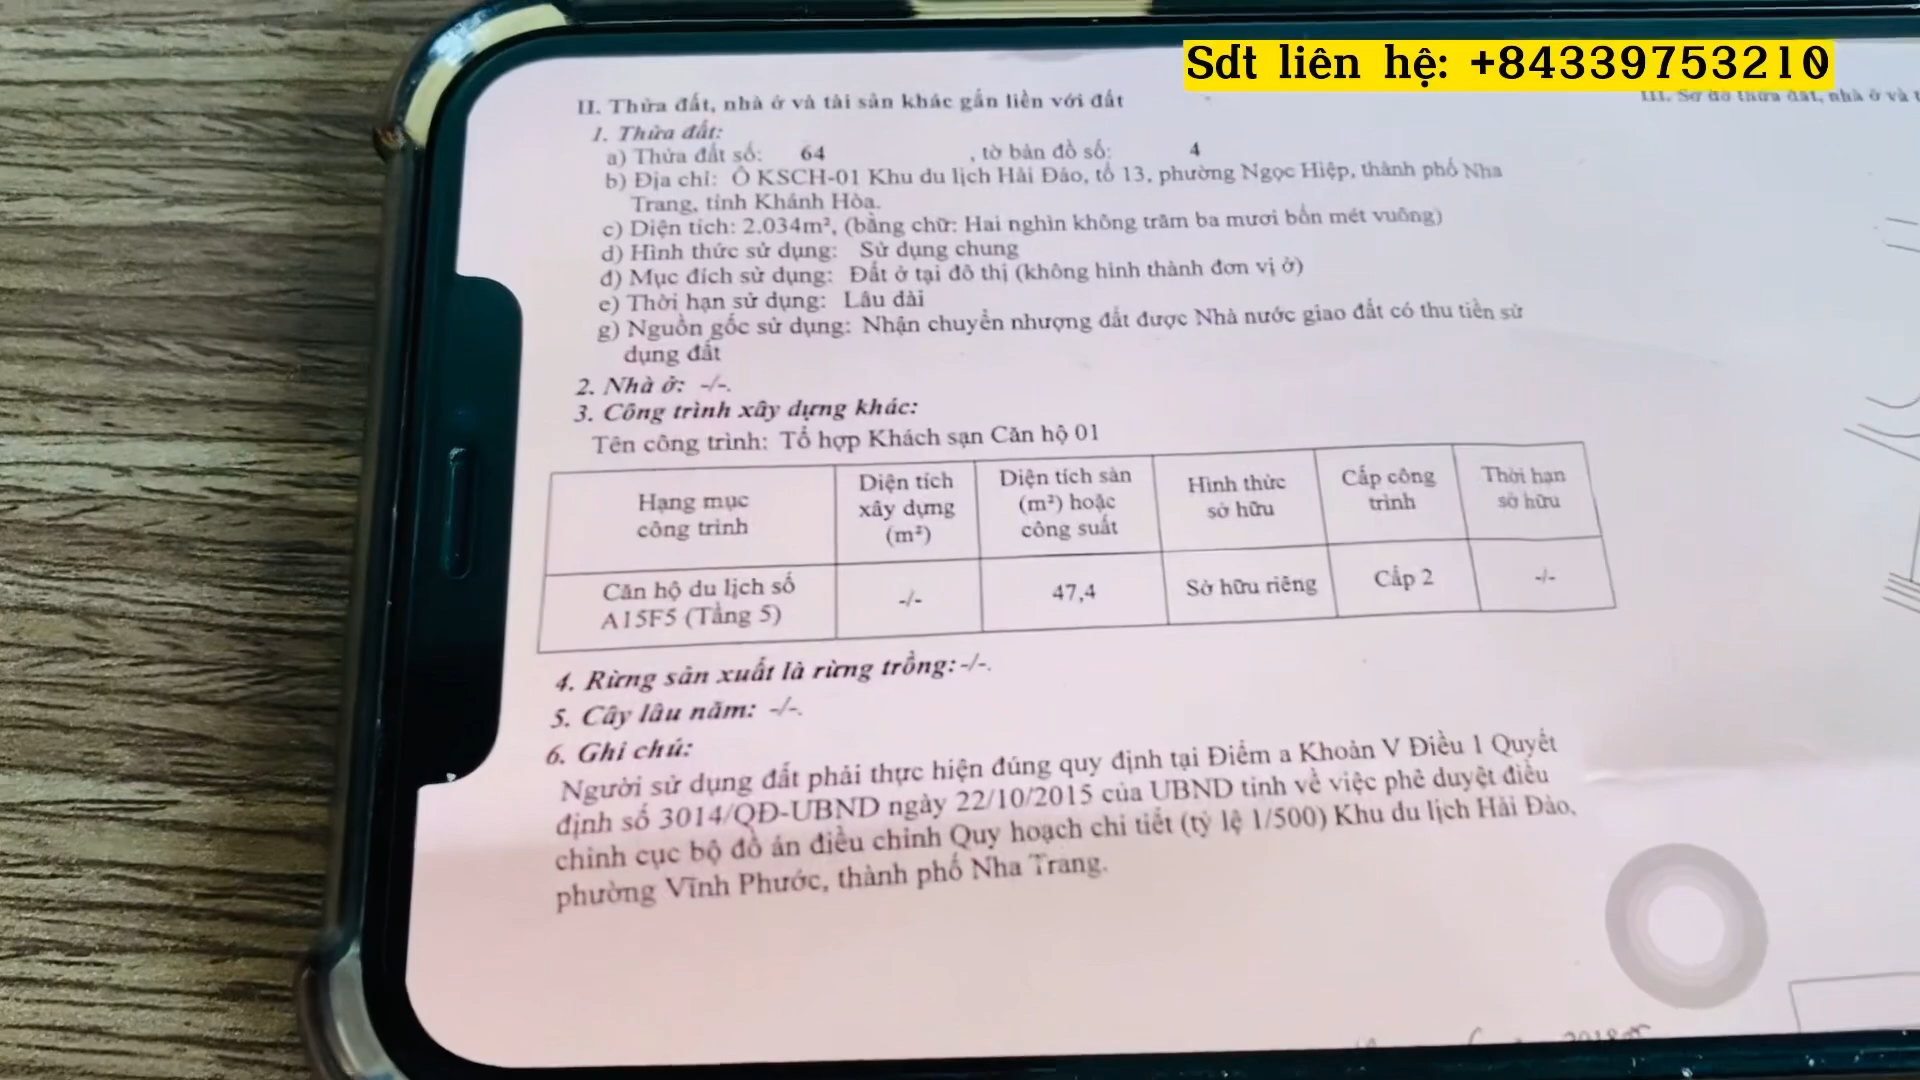 Sdt liên hệ: +84339753210
II. Thửa đất, nhà ở và tài sản khác gắn liền với đất
III. Sơ đồ thửa đất, nhà ở và t
1. Thửa đất:
a) Thửa đất số: 64 , tờ bản đồ số: 4
b) Địa chỉ: Ô KSCH-01 Khu du lịch Hải Đảo, tổ 13, phường Ngọc Hiệp, thành phố Nha
Trang, tỉnh Khánh Hòa.
c) Diện tích: 2.034m², (bằng chữ: Hai nghìn không trăm ba mươi bốn mét vuông)
d) Hình thức sử dụng: Sử dụng chung
đ) Mục đích sử dụng: Đất ở tại đô thị (không hình thành đơn vị ở)
e) Thời hạn sử dụng: Lâu dài
g) Nguồn gốc sử dụng: Nhận chuyển nhượng đất được Nhà nước giao đất có thu tiền sử
dụng đất
2. Nhà ở: -/-.
3. Công trình xây dựng khác:
Tên công trình: Tổ hợp Khách sạn Căn hộ 01
Hạng mục
công trình
Diện tích
xây dựng
(m²)
Diện tích sàn
(m²) hoặc
công suất
Hình thức
sở hữu
Cấp công
trình
Thời hạn
sở hữu
Căn hộ du lịch số
A15F5 (Tầng 5)
-/-
47,4
Sở hữu riêng
Cấp 2
-/-
4. Rừng sản xuất là rừng trồng:-/-.
5. Cây lâu năm: -/-.
6. Ghi chú:
Người sử dụng đất phải thực hiện đúng quy định tại Điểm a Khoản V Điều 1 Quyết
định số 3014/QĐ-UBND ngày 22/10/2015 của UBND tỉnh về việc phê duyệt điều
chỉnh cục bộ đồ án điều chỉnh Quy hoạch chi tiết (tỷ lệ 1/500) Khu du lịch Hải Đảo,
phường Vĩnh Phước, thành phố Nha Trang.